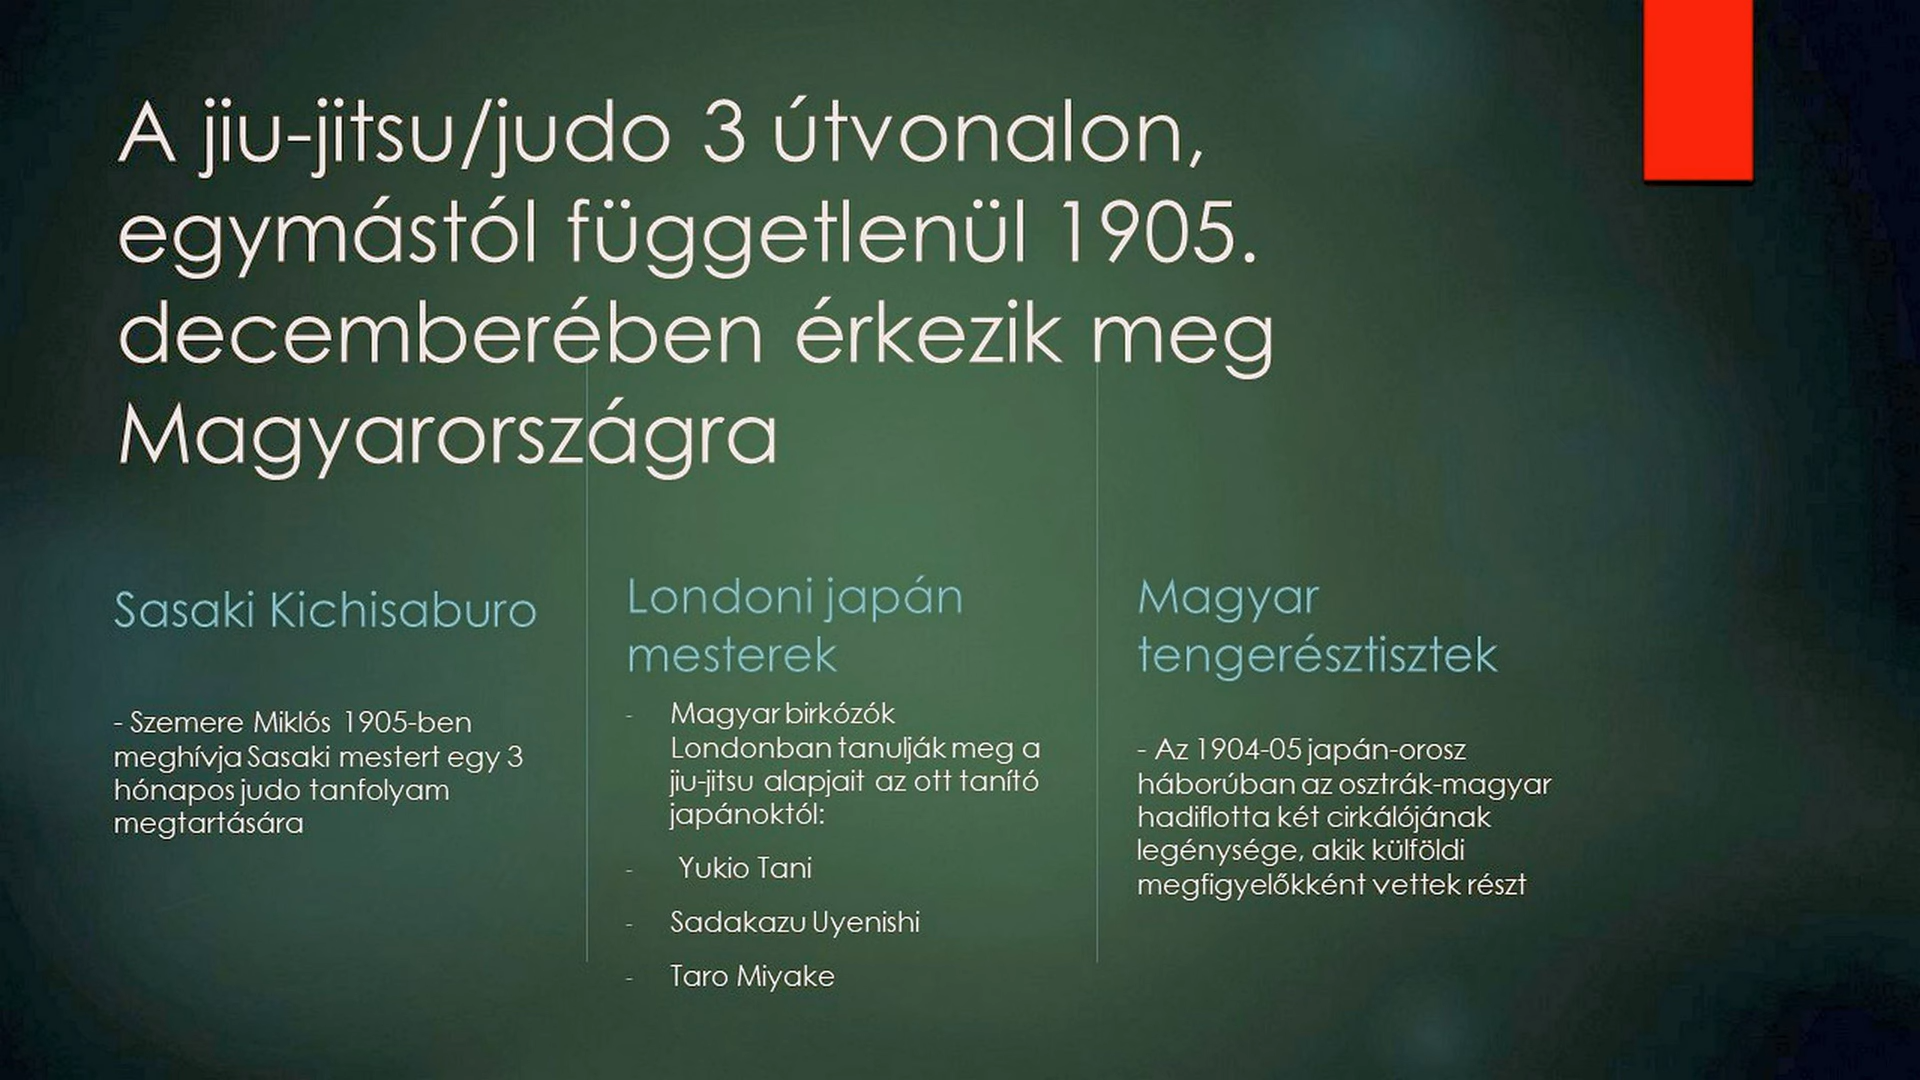 A jiu-jitsu/judo 3 útvonalon,
egymástól függetlenül 1905.
decemberében érkezik meg
Magyarországra
Sasaki Kichisaburo
- Szemere Miklós 1905-ben
meghívja Sasaki mestert egy 3
hónapos judo tanfolyam
megtartására
Londoni japán
mesterek
- Magyar birkózók
Londonban tanulják meg a
jiu-jitsu alapjait az ott tanító
japánoktól:
- Yukio Tani
- Sadakazu Uyenishi
- Taro Miyake
Magyar
tengerésztisztek
- Az 1904-05 japán-orosz
háborúban az osztrák-magyar
hadiflotta két cirkálójának
legénysége, akik külföldi
megfigyelőkként vettek részt